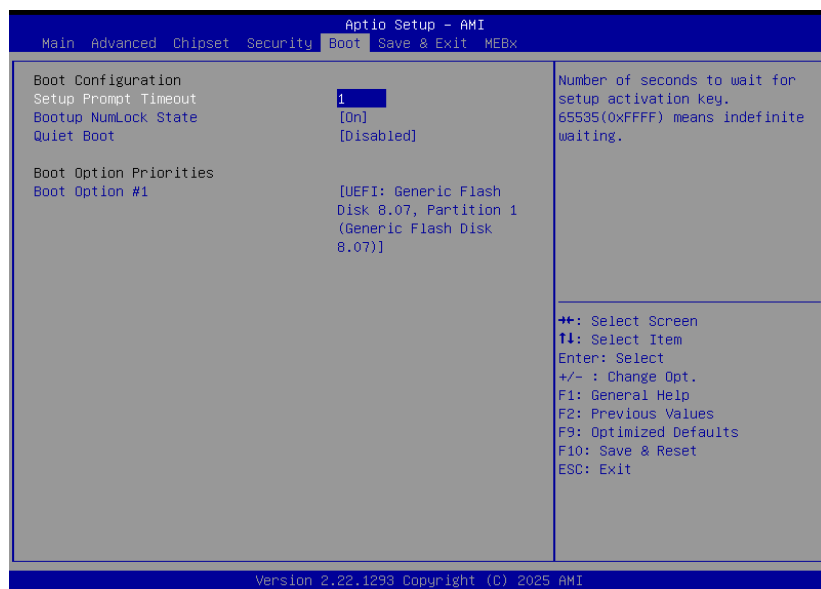 Aptio Setup - AMI
Main Advanced Chipset Security Boot Save & Exit MEBx
Boot Configuration
Setup Prompt Timeout 1
Bootup NumLock State [On]
Quiet Boot [Disabled]
Boot Option Priorities
Boot Option #1 [UEFI: Generic Flash
Disk 8.07, Partition 1
(Generic Flash Disk
8.07)]
Number of seconds to wait for
setup activation key.
65535(0xFFFF) means indefinite
waiting.
→←: Select Screen
↑↓: Select Item
Enter: Select
+/- : Change Opt.
F1: General Help
F2: Previous Values
F9: Optimized Defaults
F10: Save & Reset
ESC: Exit
Version 2.22.1293 Copyright (C) 2025 AMI